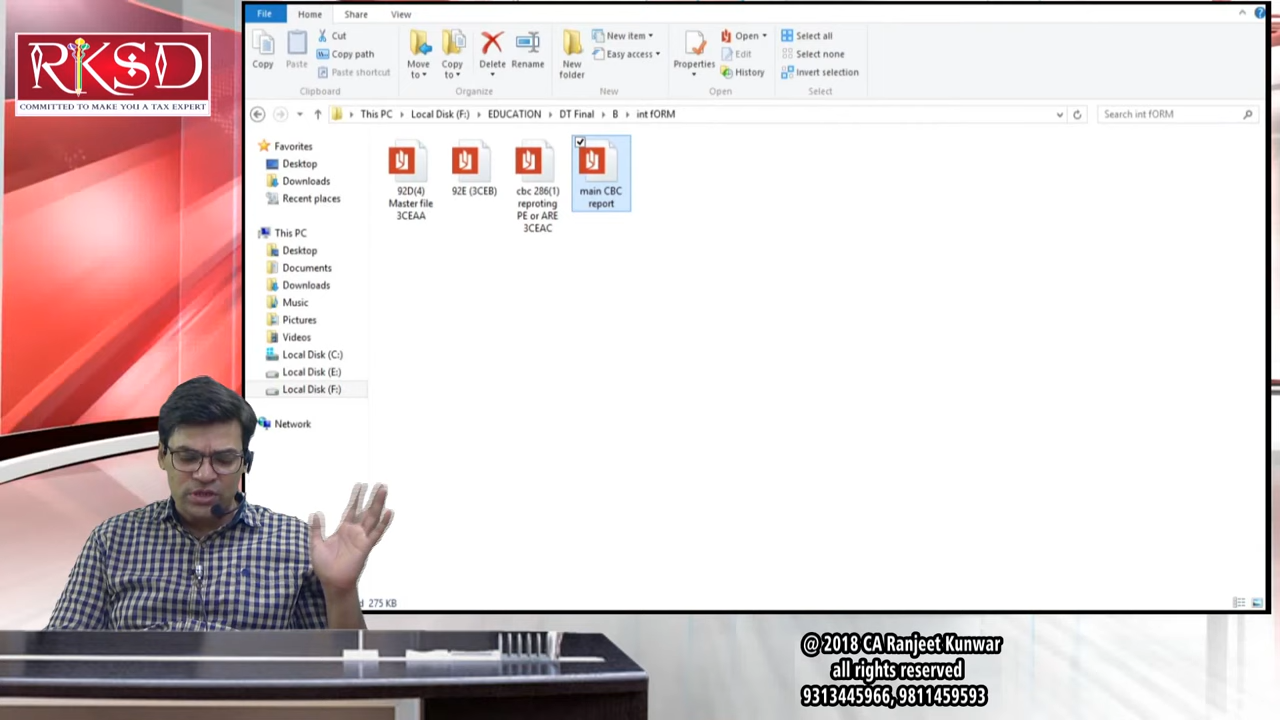 RKSD
COMMITTED TO MAKE YOU A TAX EXPERT
File Home Share View
Copy
Paste
Cut
Copy path
Paste shortcut
Clipboard
Move
to
Copy
to
Delete
Rename
Organize
New
folder
New item
Easy access
New
Properties
Open
Edit
History
Open
Select all
Select none
Invert selection
Select
This PC Local Disk (F:) EDUCATION DT Final B int fORM
Search int fORM
Favorites
Desktop
Downloads
Recent places
This PC
Desktop
Documents
Downloads
Music
Pictures
Videos
Local Disk (C:)
Local Disk (E:)
Local Disk (F:)
Network
92D(4)
Master file
3CEAA
92E (3CEB)
cbc 286(1)
reproting
PE or ARE
3CEAC
main CBC
report
275 KB
@ 2018 CA Ranjeet Kunwar
all rights reserved
9313445966, 9811459593